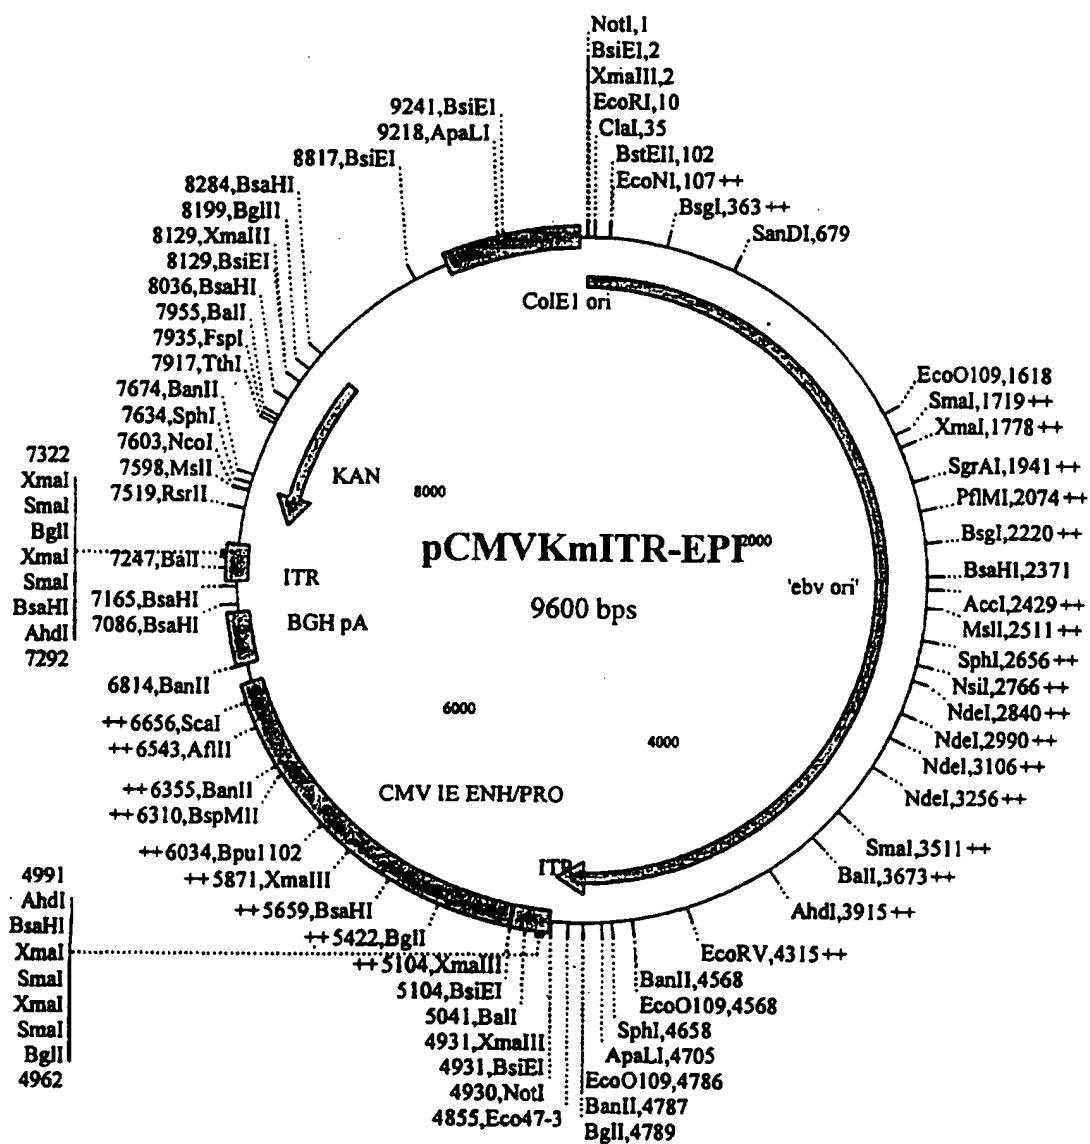 NotI,1
BsiEI,2
XmaIII,2
EcoRI,10
ClaI,35
BstEII,102
EcoNI,107 ++
BsgI,363 ++
SanDI,679
EcoO109,1618
SmaI,1719 ++
XmaI,1778 ++
SgrAI,1941 ++
PflMI,2074 ++
BsgI,2220 ++
BsaHI,2371
AccI,2429 ++
MslI,2511 ++
SphI,2656 ++
NsiI,2766 ++
NdeI,2840 ++
NdeI,2990 ++
NdeI,3106 ++
NdeI,3256 ++
SmaI,3511 ++
BalI,3673 ++
AhdI,3915 ++
EcoRV,4315 ++
BanII,4568
EcoO109,4568
SphI,4658
ApaLI,4705
EcoO109,4786
BanII,4787
BglI,4789
4855,Eco47-3
4930,NotI
4931,BsiEI
4931,XmaIII
5041,BalI
5104,BsiEI
++ 5104,XmaIII
4991
AhdI
BsaHI
XmaI
SmaI
XmaI
SmaI
BglI
4962
++ 5422,BglI
++ 5659,BsaHI
++ 5871,XmaIII
++ 6034,Bpu1102
++ 6310,BspMII
++ 6355,BanII
++ 6543,AflII
++ 6656,ScaI
6814,BanII
7086,BsaHI
7165,BsaHI
7247,BalI
7322
XmaI
SmaI
BglI
XmaI
SmaI
BsaHI
AhdI
7292
7519,RsrII
7598,MslI
7603,NcoI
7634,SphI
7674,BanII
7917,TthI
7935,FspI
7955,BalI
8036,BsaHI
8129,BsiEI
8129,XmaIII
8199,BglII
8284,BsaHI
8817,BsiEI
9218,ApaLI
9241,BsiEI
ColE1 ori
KAN
8000
pCMVKmITR-EPI
2000
9600 bps
'ebv ori'
ITR
BGH pA
6000
4000
CMV IE ENH/PRO
ITR